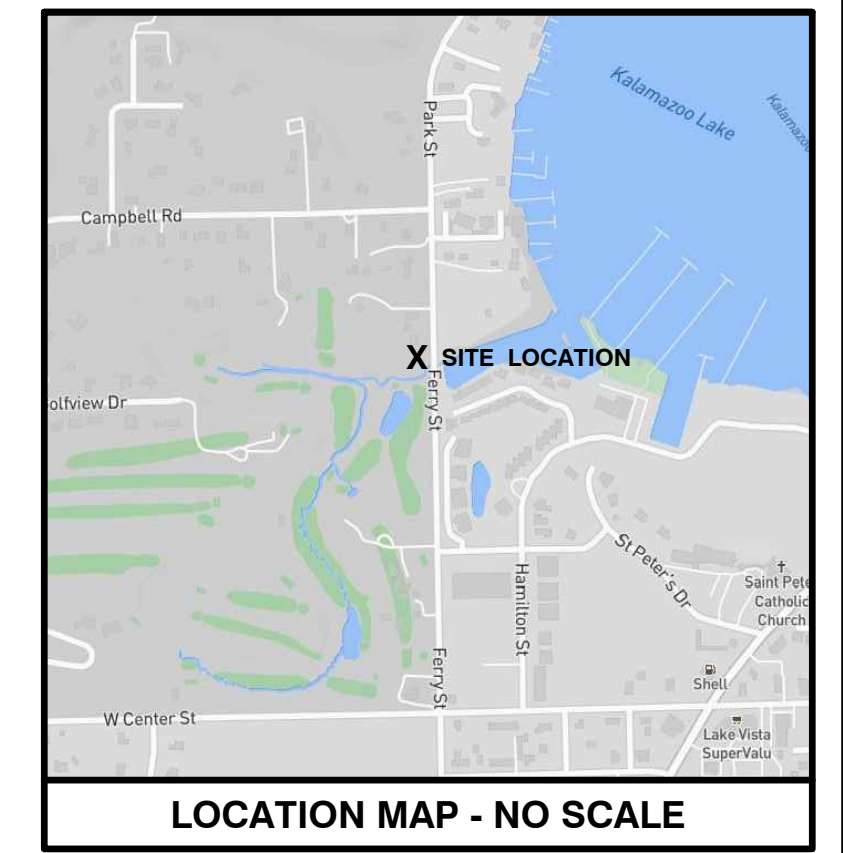 Park St
Kalamazoo Lake
Kalamazoo
Campbell Rd
X SITE LOCATION
Ferry St
olfview Dr
St Peter's Dr
Hamilton St
Saint Pete
Catholic
Church
Ferry St
Shell
W Center St
Lake Vista
SuperValu
LOCATION MAP - NO SCALE